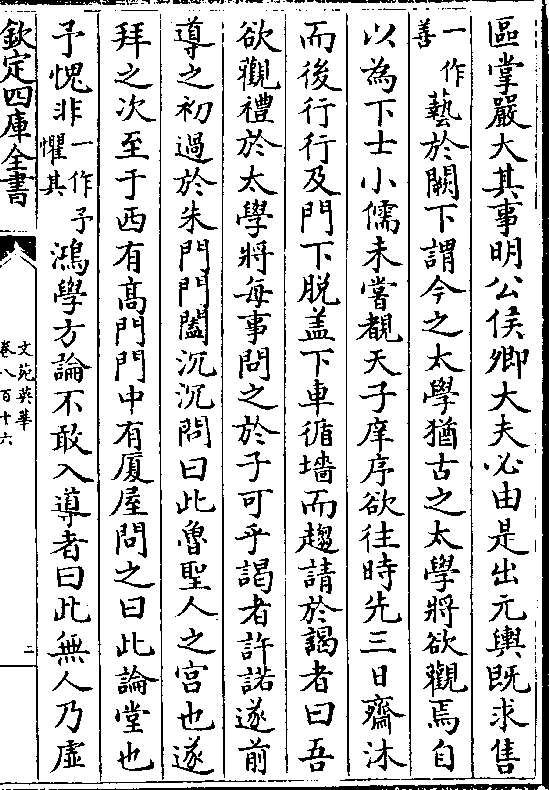 區掌嚴大其事明公侯卿大夫必由是出元輿既求售
一作善藝於闕下謂今之太學猶古之太學將欲觀焉自
以為下士小儒未嘗覩天子庠序欲往時先三日齋沐
而後行行及門下脱盖下車循墻而趨請於謁者曰吾
欲觀禮於太學將每事問之於子可乎謁者許諾遂前
導之初過於朱門門闔沉沉問曰此魯聖人之宫也遂
拜之次至于西有髙門門中有厦屋問之曰此論堂也
予愧非一作予懼其鴻學方論不敢入導者曰此無人乃虚
欽定四庫全書
文苑英華
卷八百十六
二